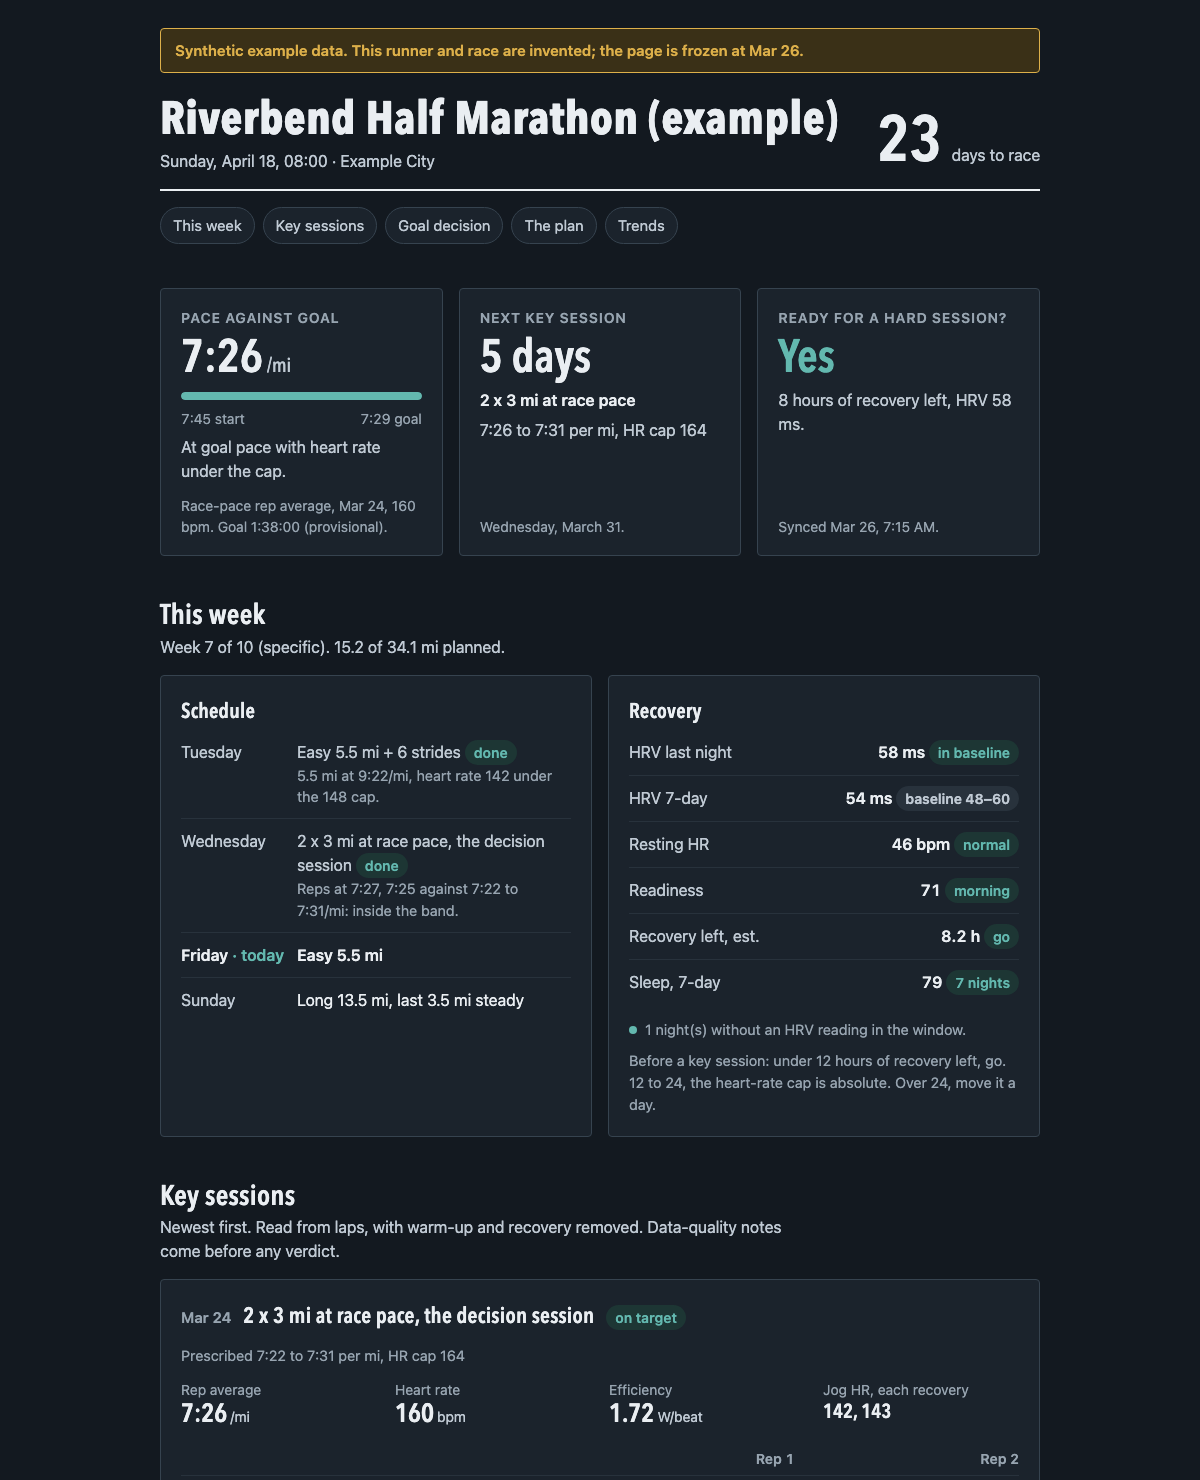 Synthetic example data. This runner and race are invented; the page is frozen at Mar 26.
Riverbend Half Marathon (example)
23 days to race
Sunday, April 18, 08:00 · Example City
This week
Key sessions
Goal decision
The plan
Trends
PACE AGAINST GOAL
7:26 /mi
7:45 start
7:29 goal
At goal pace with heart rate
under the cap.
Race-pace rep average, Mar 24, 160
bpm. Goal 1:38:00 (provisional).
NEXT KEY SESSION
5 days
2 x 3 mi at race pace
7:26 to 7:31 per mi, HR cap 164
Wednesday, March 31.
READY FOR A HARD SESSION?
Yes
8 hours of recovery left, HRV 58
ms.
Synced Mar 26, 7:15 AM.
This week
Week 7 of 10 (specific). 15.2 of 34.1 mi planned.
Schedule
Tuesday
Easy 5.5 mi + 6 strides done
5.5 mi at 9:22/mi, heart rate 142 under
the 148 cap.
Wednesday
2 x 3 mi at race pace, the decision
session done
Reps at 7:27, 7:25 against 7:22 to
7:31/mi: inside the band.
Friday · today
Easy 5.5 mi
Sunday
Long 13.5 mi, last 3.5 mi steady
Recovery
HRV last night 58 ms in baseline
HRV 7-day 54 ms baseline 48–60
Resting HR 46 bpm normal
Readiness 71 morning
Recovery left, est. 8.2 h go
Sleep, 7-day 79 7 nights
1 night(s) without an HRV reading in the window.
Before a key session: under 12 hours of recovery left, go.
12 to 24, the heart-rate cap is absolute. Over 24, move it a
day.
Key sessions
Newest first. Read from laps, with warm-up and recovery removed. Data-quality notes
come before any verdict.
Mar 24 2 x 3 mi at race pace, the decision session on target
Prescribed 7:22 to 7:31 per mi, HR cap 164
Rep average
7:26 /mi
Heart rate
160 bpm
Efficiency
1.72 W/beat
Jog HR, each recovery
142, 143
Rep 1
Rep 2